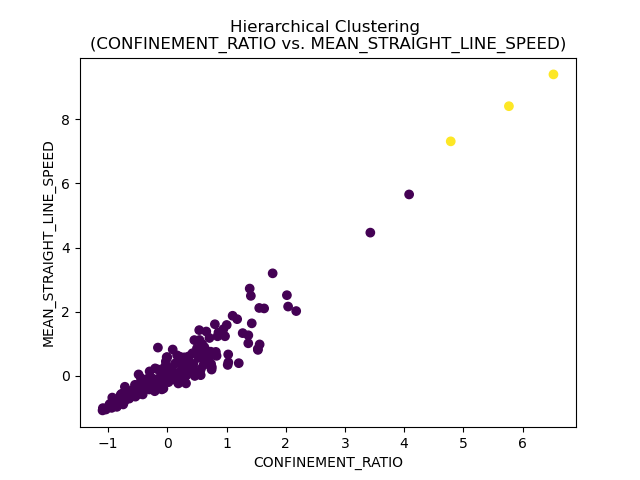 Hierarchical Clustering
(CONFINEMENT_RATIO vs. MEAN_STRAIGHT_LINE_SPEED)
MEAN_STRAIGHT_LINE_SPEED
8
6
4
2
0
−1 0 1 2 3 4 5 6
CONFINEMENT_RATIO